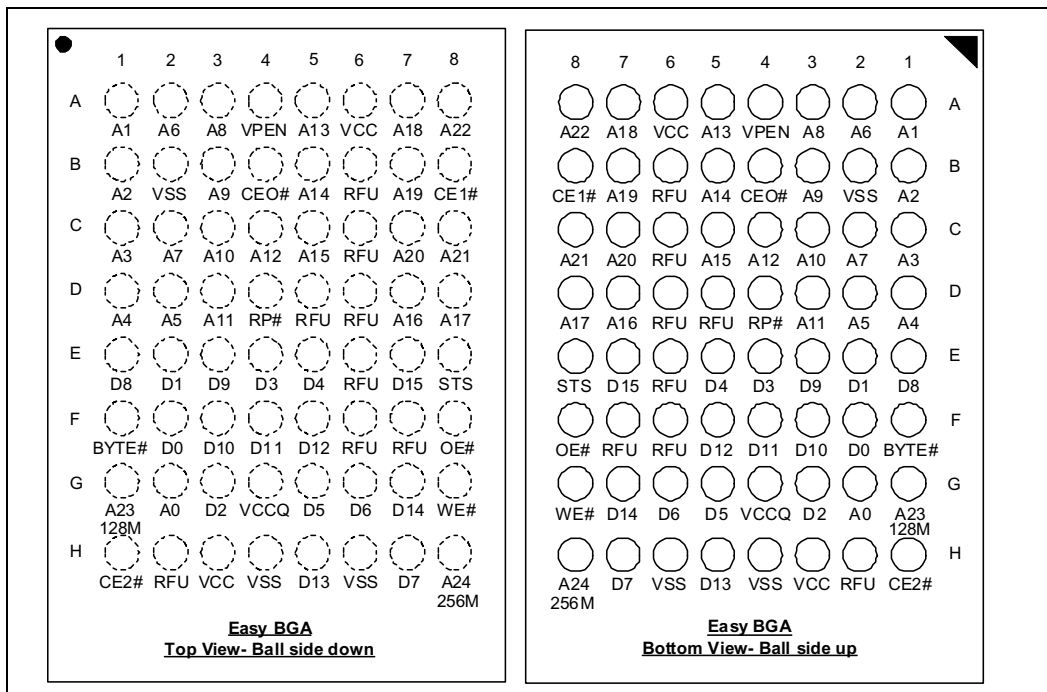 1 2 3 4 5 6 7 8
A
A1 A6 A8 VPEN A13 VCC A18 A22
B
A2 VSS A9 CEO# A14 RFU A19 CE1#
C
A3 A7 A10 A12 A15 RFU A20 A21
D
A4 A5 A11 RP# RFU RFU A16 A17
E
D8 D1 D9 D3 D4 RFU D15 STS
F
BYTE# D0 D10 D11 D12 RFU RFU OE#
G
A23 A0 D2 VCCQ D5 D6 D14 WE#
128M
H
CE2# RFU VCC VSS D13 VSS D7 A24
256M
Easy BGA
Top View- Ball side down
8 7 6 5 4 3 2 1
A
A22 A18 VCC A13 VPEN A8 A6 A1
B
CE1# A19 RFU A14 CEO# A9 VSS A2
C
A21 A20 RFU A15 A12 A10 A7 A3
D
A17 A16 RFU RFU RP# A11 A5 A4
E
STS D15 RFU D4 D3 D9 D1 D8
F
OE# RFU RFU D12 D11 D10 D0 BYTE#
G
WE# D14 D6 D5 VCCQ D2 A0 A23
128M
H
A24 D7 VSS D13 VSS VCC RFU CE2#
256M
Easy BGA
Bottom View- Ball side up